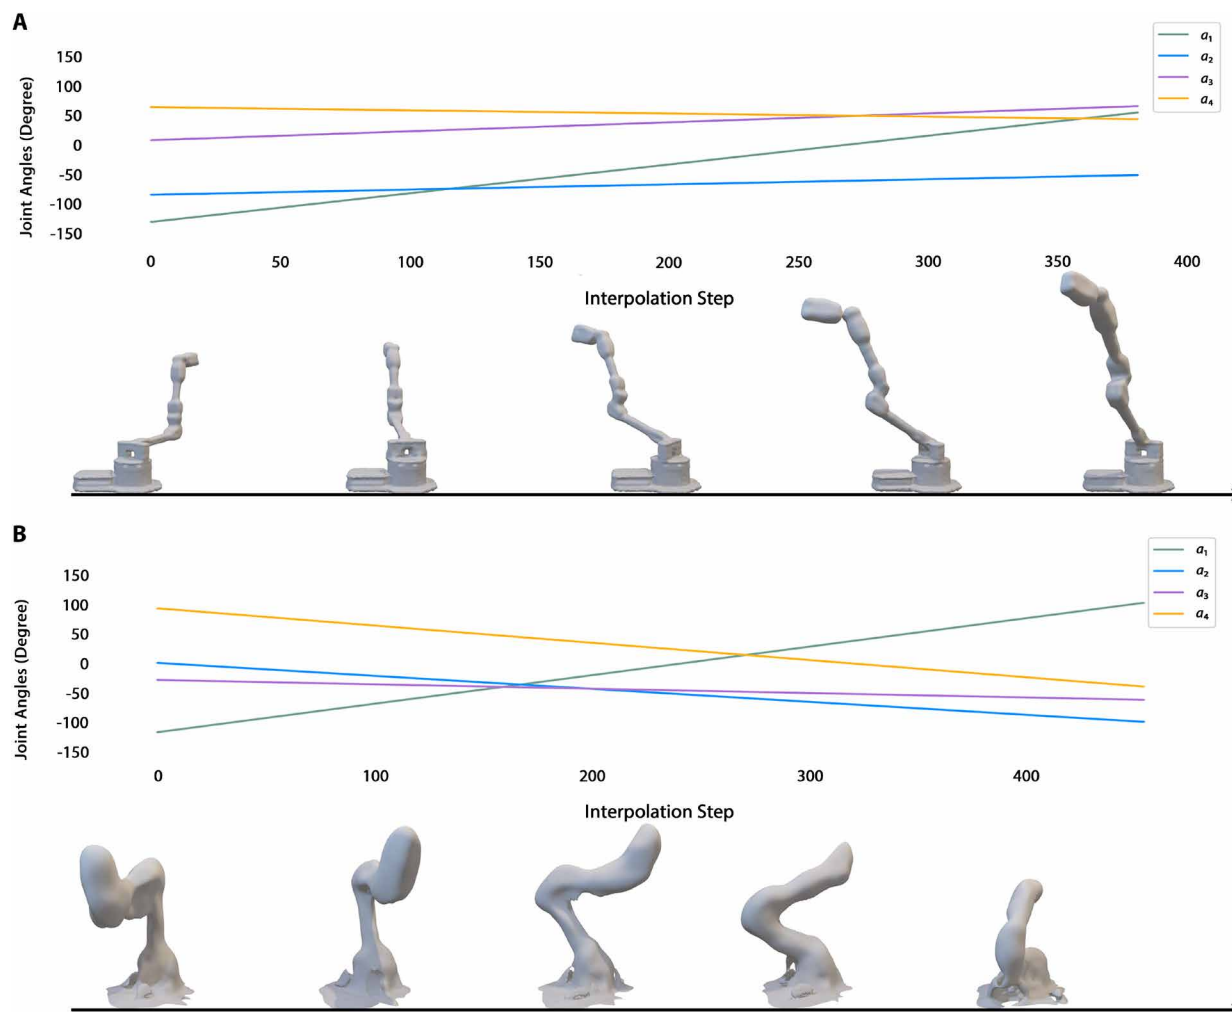 A
a1
a2
a3
a4
150
100
50
0
-50
-100
-150
Joint Angles (Degree)
0 50 100 150 200 250 300 350 400
Interpolation Step
B
a1
a2
a3
a4
150
100
50
0
-50
-100
-150
Joint Angles (Degree)
0 100 200 300 400
Interpolation Step